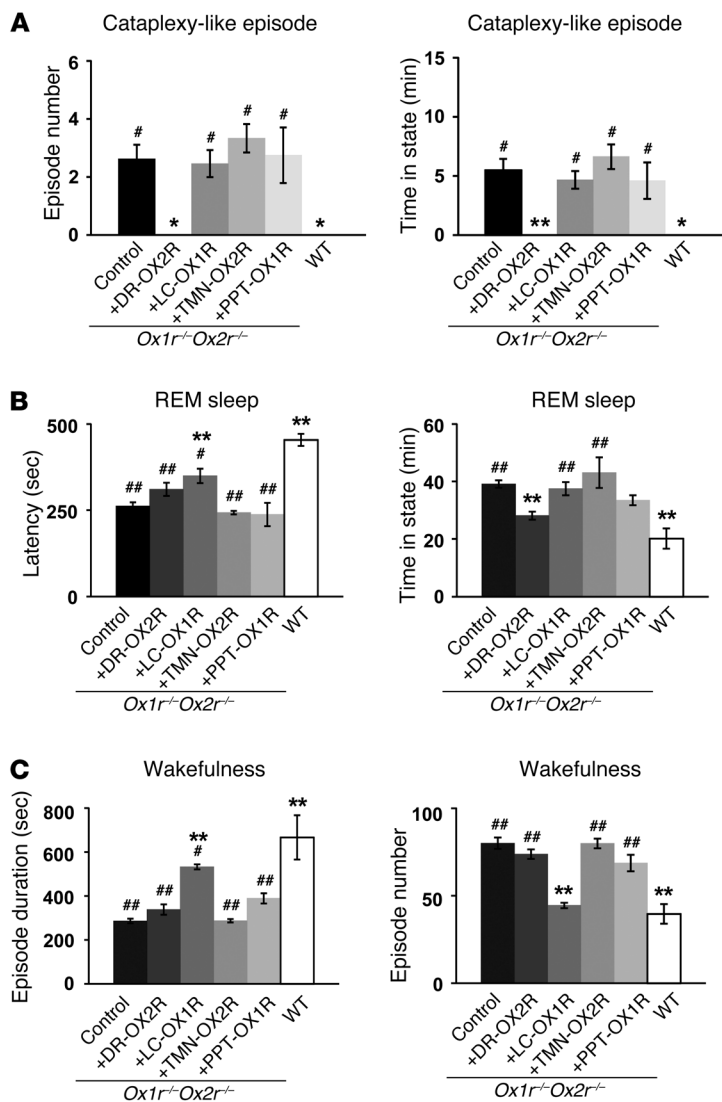 A
Cataplexy-like episode
Cataplexy-like episode
Episode number
6
4
2
0
#
*
#
#
#
*
Control
+DR-OX2R
+LC-OX1R
+TMN-OX2R
+PPT-OX1R
WT
Ox1r–/–Ox2r–/–
Time in state (min)
15
10
5
0
#
**
#
#
#
*
Control
+DR-OX2R
+LC-OX1R
+TMN-OX2R
+PPT-OX1R
WT
Ox1r–/–Ox2r–/–
B
REM sleep
REM sleep
Latency (sec)
500
250
0
##
##
**
#
##
##
**
Control
+DR-OX2R
+LC-OX1R
+TMN-OX2R
+PPT-OX1R
WT
Ox1r–/–Ox2r–/–
Time in state (min)
60
40
20
0
##
**
##
##
**
Control
+DR-OX2R
+LC-OX1R
+TMN-OX2R
+PPT-OX1R
WT
Ox1r–/–Ox2r–/–
C
Wakefulness
Wakefulness
Episode duration (sec)
800
600
400
200
0
##
##
**
#
##
##
**
Control
+DR-OX2R
+LC-OX1R
+TMN-OX2R
+PPT-OX1R
WT
Ox1r–/–Ox2r–/–
Episode number
100
50
0
##
##
**
##
##
**
Control
+DR-OX2R
+LC-OX1R
+TMN-OX2R
+PPT-OX1R
WT
Ox1r–/–Ox2r–/–